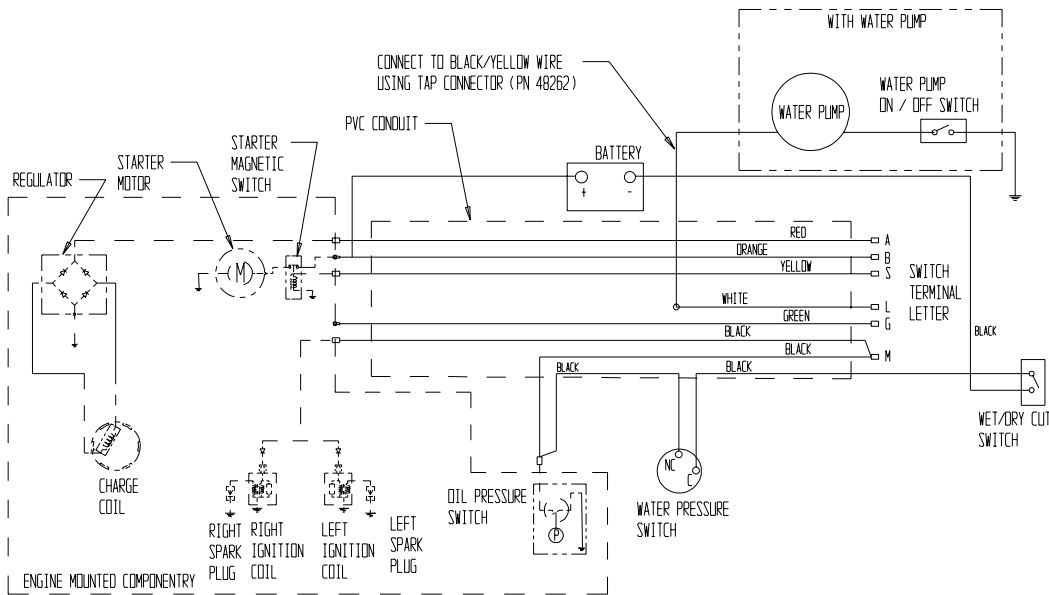 WITH WATER PUMP
CONNECT TO BLACK/YELLOW WIRE
USING TAP CONNECTOR (PN 48262)
WATER PUMP
ON / OFF SWITCH
WATER PUMP
PVC CONDUIT
STARTER
MAGNETIC
SWITCH
BATTERY
+
-
STARTER
MOTOR
REGULATOR
RED
A
ORANGE
B
YELLOW
S
SWITCH
TERMINAL
LETTER
M
WHITE
L
GREEN
G
BLACK
BLACK
M
BLACK
BLACK
BLACK
WET/DRY CUT
SWITCH
NC
C
CHARGE
COIL
OIL PRESSURE
SWITCH
WATER PRESSURE
SWITCH
P
RIGHT
SPARK
PLUG
RIGHT
IGNITION
COIL
LEFT
IGNITION
COIL
LEFT
SPARK
PLUG
ENGINE MOUNTED COMPONENTRY